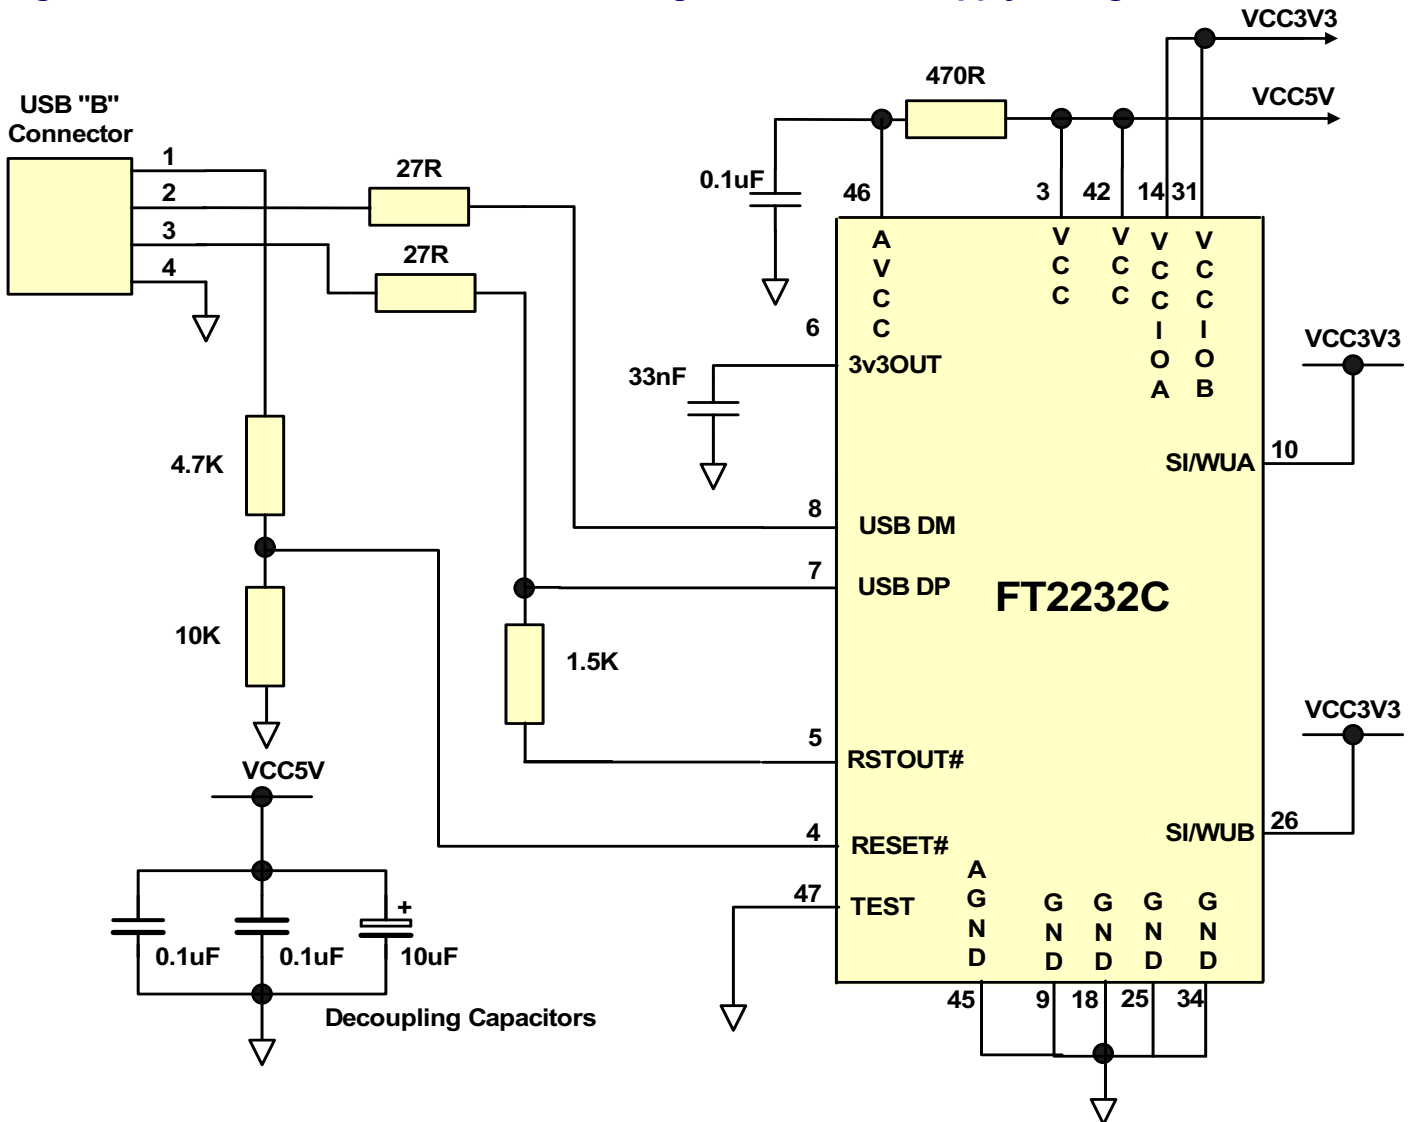 VCC3V3
470R
VCC5V
USB "B"
Connector
1
2
3
4
27R
27R
0.1uF
46
3
42
14
31
AVCC
VCC
VCC
VCCIOA
VCCIOB
6
3v3OUT
33nF
VCC3V3
SI/WUA
10
4.7K
8
USB DM
7
USB DP
FT2232C
10K
1.5K
VCC3V3
5
RSTOUT#
VCC5V
SI/WUB
26
4
RESET#
47
TEST
AGND
GND
GND
GND
GND
+
0.1uF
0.1uF
10uF
45
9
18
25
34
Decoupling Capacitors